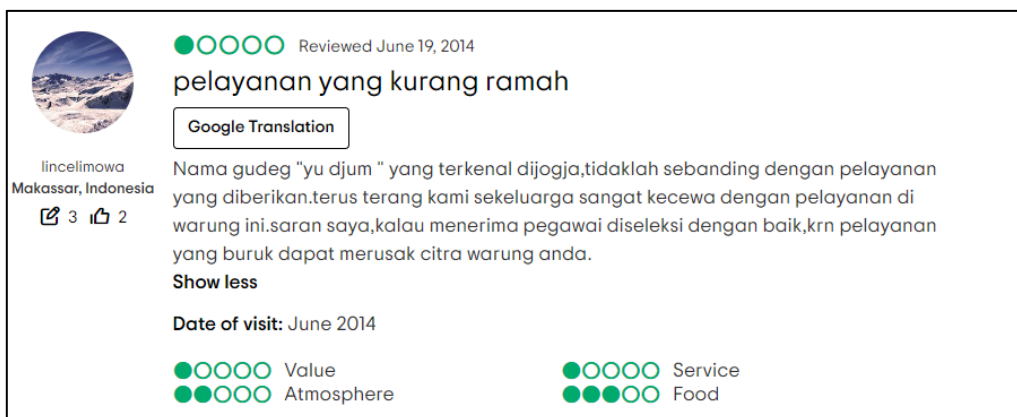 Reviewed June 19, 2014
pelayanan yang kurang ramah
Google Translation
lincelimowa
Makassar, Indonesia
3 2
Nama gudeg "yu djum " yang terkenal dijogja,tidaklah sebanding dengan pelayanan
yang diberikan.terus terang kami sekeluarga sangat kecewa dengan pelayanan di
warung ini.saran saya,kalau menerima pegawai diseleksi dengan baik,krn pelayanan
yang buruk dapat merusak citra warung anda.
Show less
Date of visit: June 2014
Value Service
Atmosphere Food